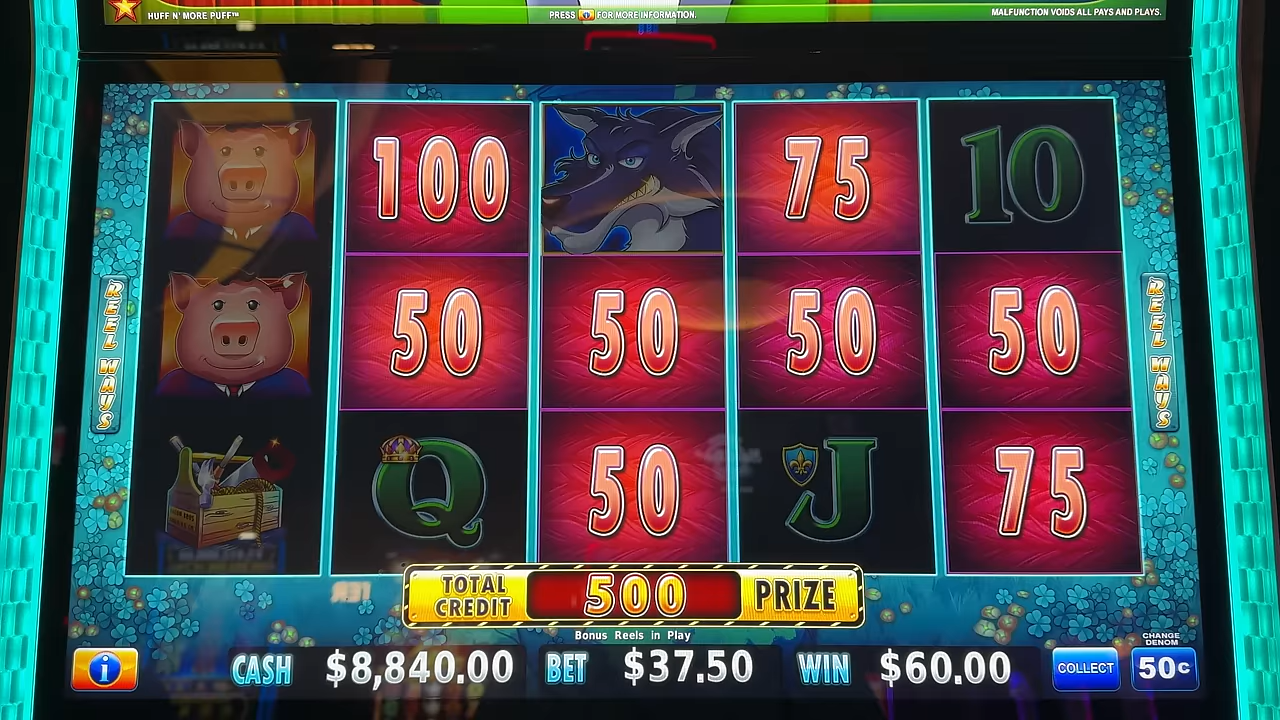 HUFF N' MORE PUFF™ PRESS i FOR MORE INFORMATION. MALFUNCTION VOIDS ALL PAYS AND PLAYS.
100 75 10
REEL WAYS 50 50 50 50 REEL WAYS
Q 50 J 75
TOTAL CREDIT 500 PRIZE
Bonus Reels in Play
i CASH $8,840.00 BET $37.50 WIN $60.00 COLLECT CHANGE DENOM 50¢